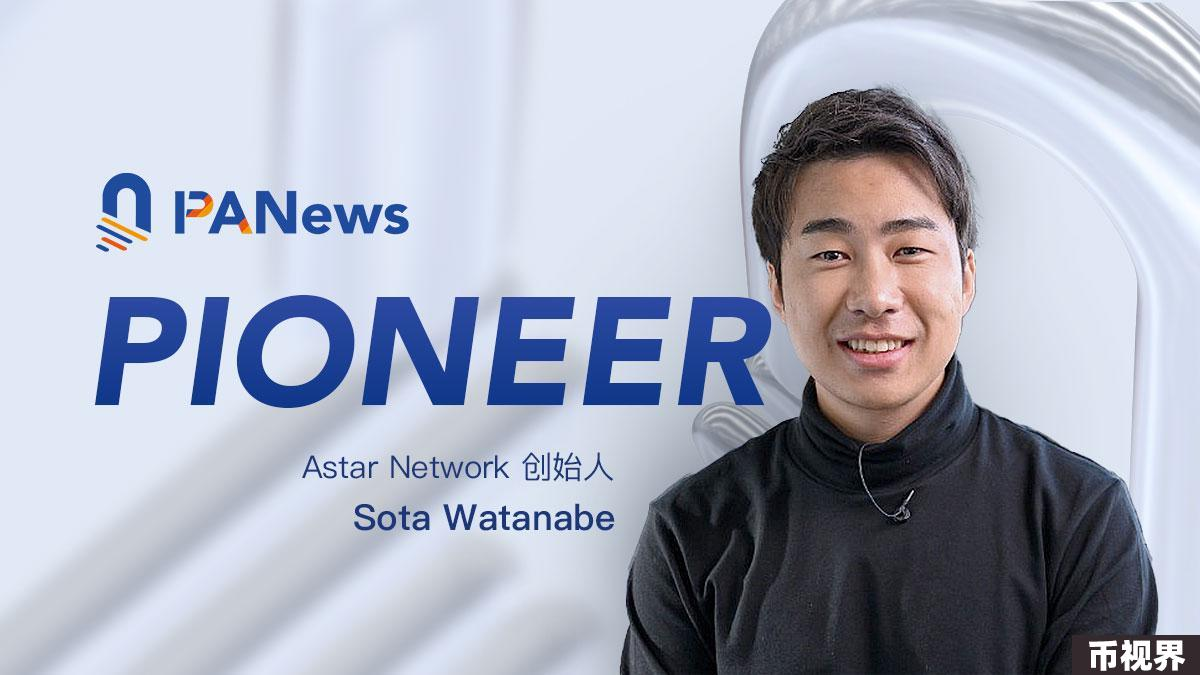 PANews
PIONEER
Astar Network 创始人
Sota Watanabe
币视界